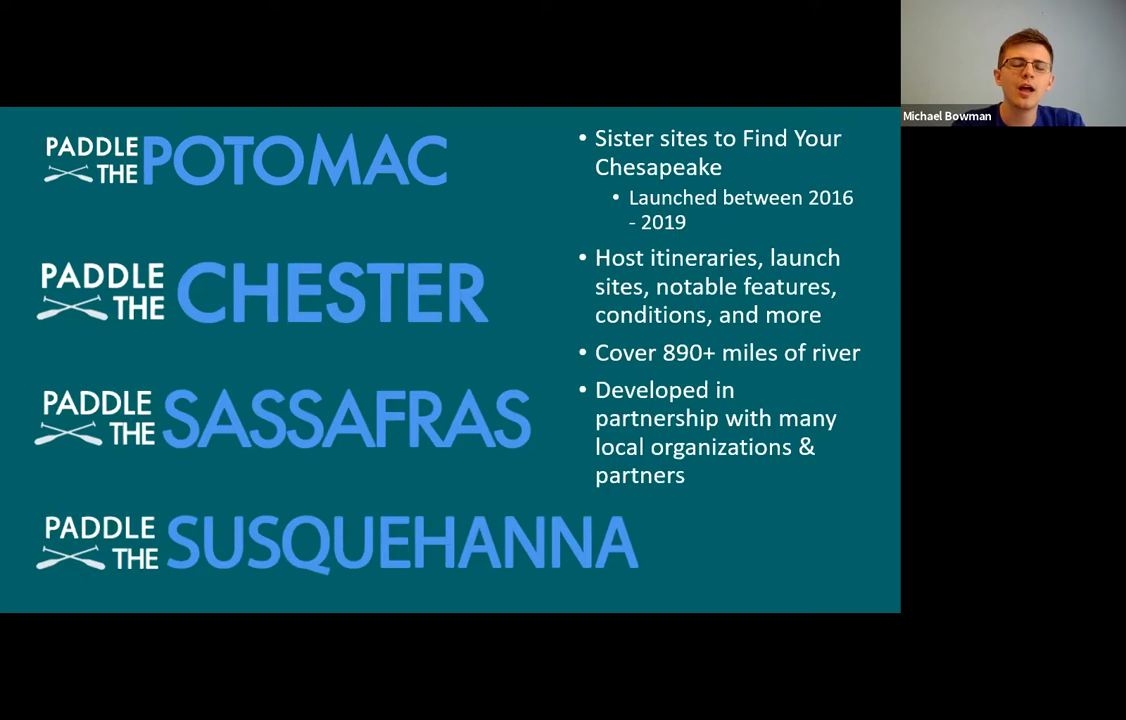 PADDLE
THE POTOMAC
PADDLE
THE CHESTER
PADDLE
THE SASSAFRAS
PADDLE
THE SUSQUEHANNA
• Sister sites to Find Your
Chesapeake
• Launched between 2016
- 2019
• Host itineraries, launch
sites, notable features,
conditions, and more
• Cover 890+ miles of river
• Developed in
partnership with many
local organizations &
partners
Michael Bowman